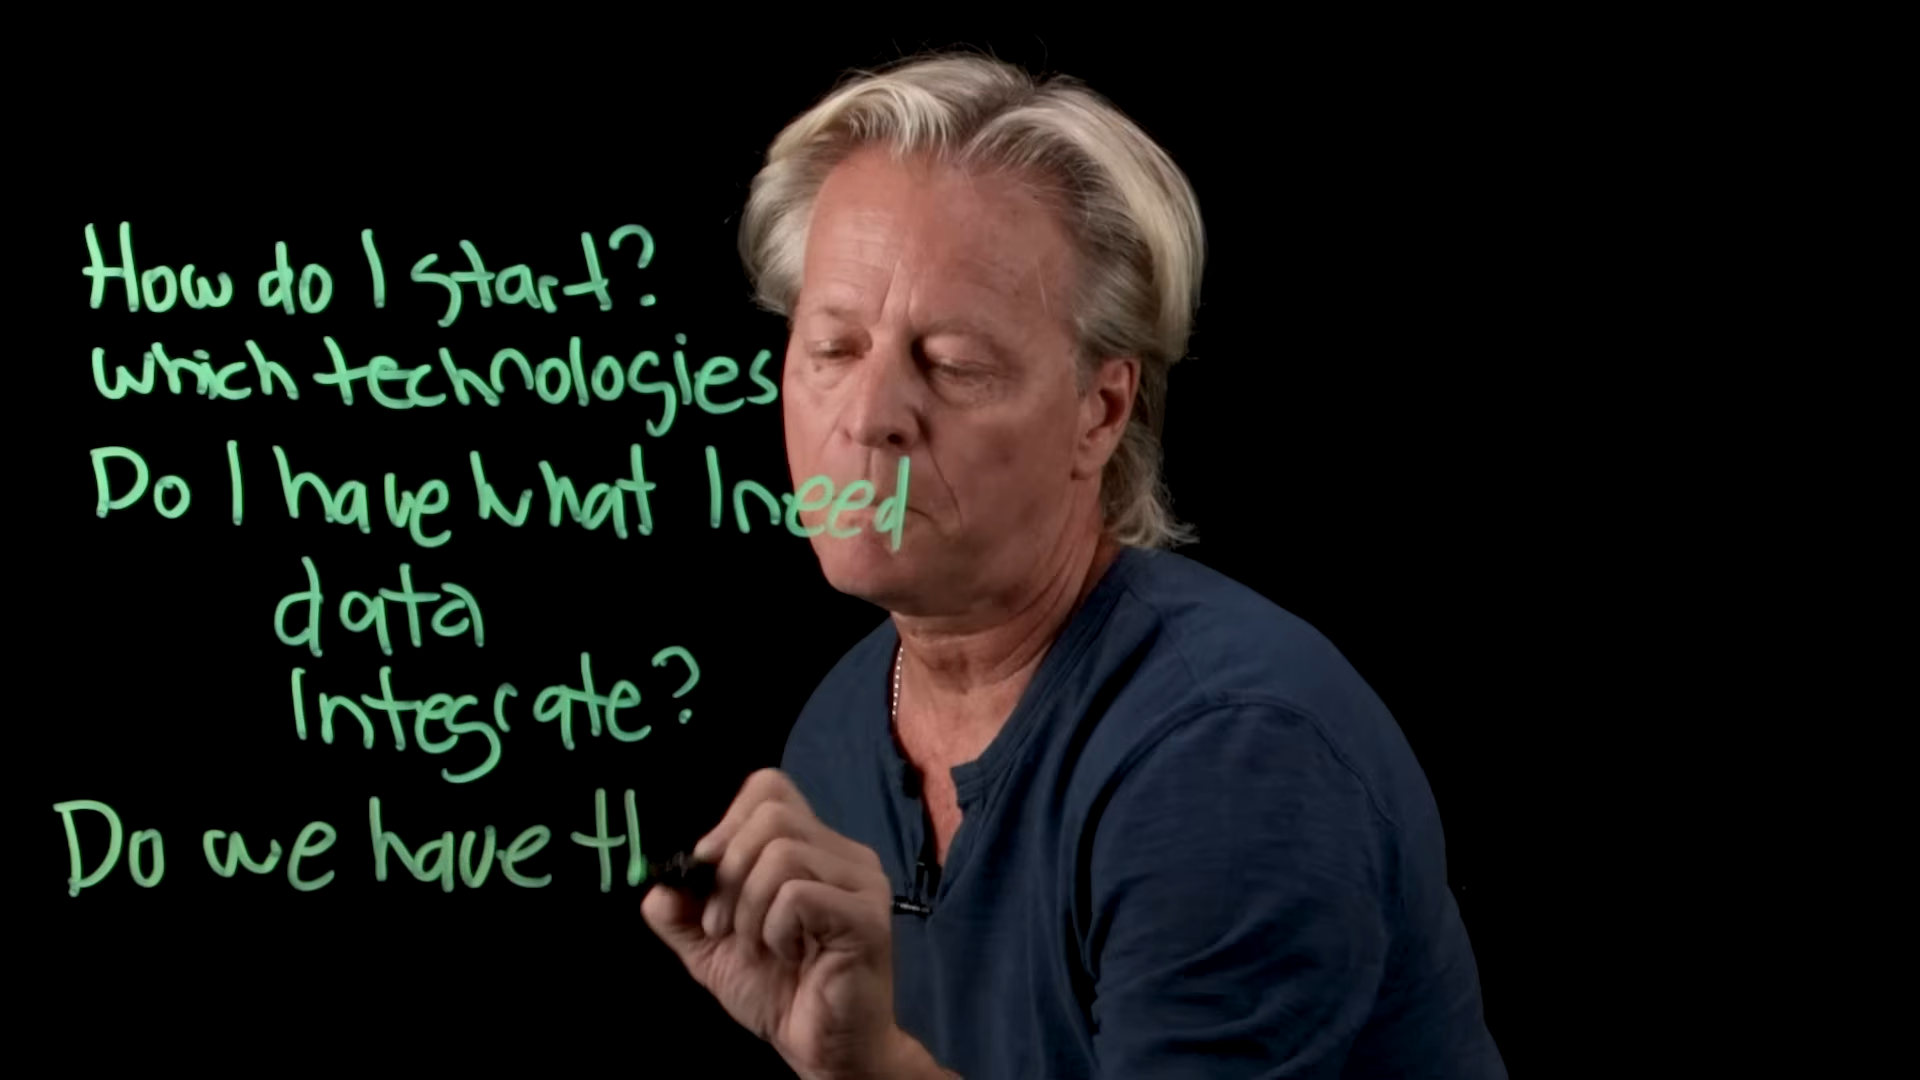 How do I start?
which technologies
Do I have what I need
data
Integrate?
Do we have th